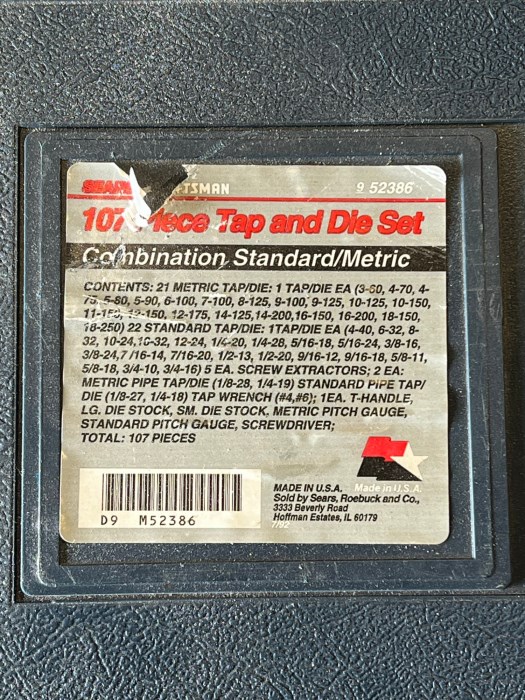 SEARS CRAFTSMAN 9 52386
107 Piece Tap and Die Set
Combination Standard/Metric
CONTENTS: 21 METRIC TAP/DIE: 1 TAP/DIE EA (3-60, 4-70, 4-
75, 5-80, 5-90, 6-100, 7-100, 8-125, 9-100, 9-125, 10-125, 10-150,
11-150, 12-150, 12-175, 14-125,14-200,16-150, 16-200, 18-150,
18-250) 22 STANDARD TAP/DIE: 1TAP/DIE EA (4-40, 6-32, 8-
32, 10-24,10-32, 12-24, 1/4-20, 1/4-28, 5/16-18, 5/16-24, 3/8-16,
3/8-24,7/16-14, 7/16-20, 1/2-13, 1/2-20, 9/16-12, 9/16-18, 5/8-11,
5/8-18, 3/4-10, 3/4-16) 5 EA. SCREW EXTRACTORS; 2 EA:
METRIC PIPE TAP/DIE (1/8-28, 1/4-19) STANDARD PIPE TAP/
DIE (1/8-27, 1/4-18) TAP WRENCH (#4,#6); 1EA. T-HANDLE,
LG. DIE STOCK, SM. DIE STOCK, METRIC PITCH GAUGE,
STANDARD PITCH GAUGE, SCREWDRIVER;
TOTAL: 107 PIECES
D9 M52386
MADE IN U.S.A. Made in U.S.A.
Sold by Sears, Roebuck and Co.,
3333 Beverly Road
Hoffman Estates, IL 60179
7/92